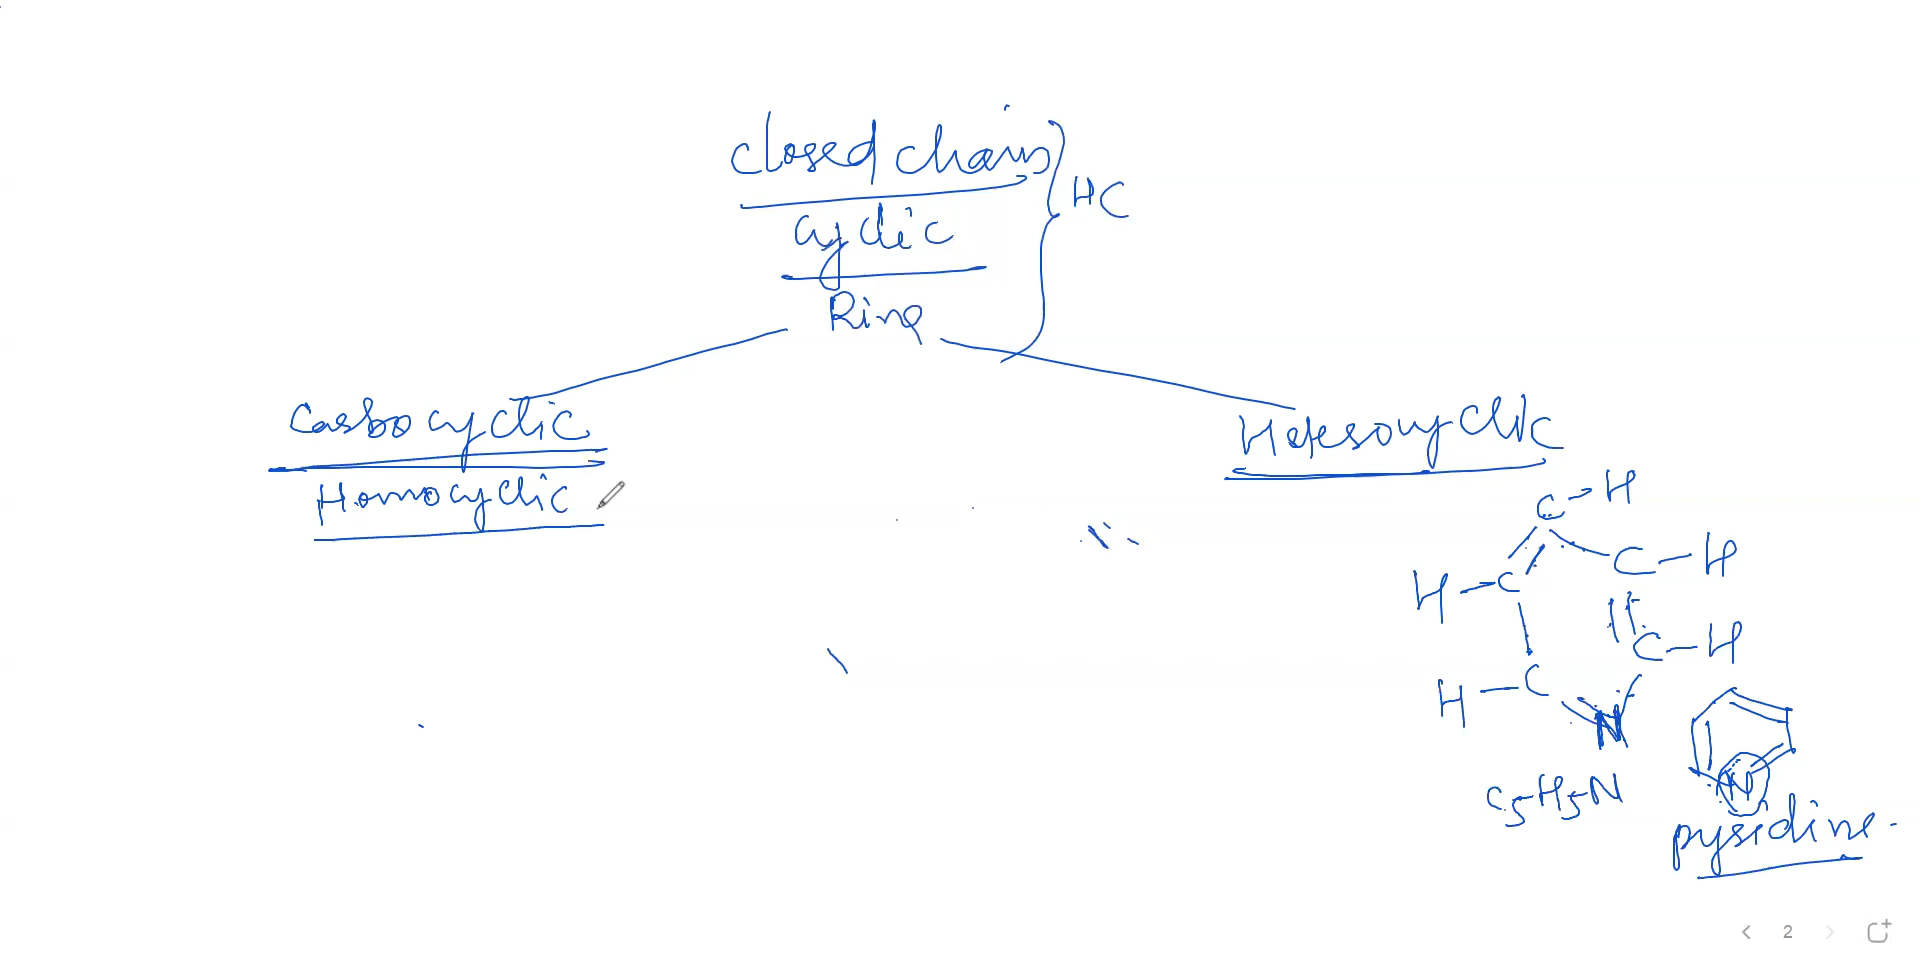 closed chain
HC
cyclic
Ring
Carbocyclic
Heterocyclic
Homocyclic
C-H
H-C
C-H
C-H
H-C
N
N
C5H5N
pyridine
2